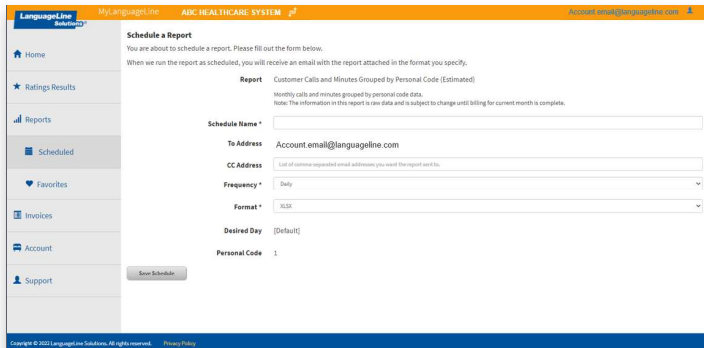 LanguageLine Solutions
MyLanguageLine
ABC HEALTHCARE SYSTEM
Account.email@languageline.com
Home
Ratings Results
Reports
Scheduled
Favorites
Invoices
Account
Support
Schedule a Report
You are about to schedule a report. Please fill out the form below.
When we run the report as scheduled, you will receive an email with the report attached in the format you specify.
Report Customer Calls and Minutes Grouped by Personal Code (Estimated)
Monthly calls and minutes grouped by personal code data.
Note: The information in this report is raw data and is subject to change until billing for current month is complete.
Schedule Name *
To Address Account.email@languageline.com
CC Address List of comma-separated email addresses you want the report sent to.
Frequency * Daily
Format * XLSX
Desired Day [Default]
Personal Code 1
Save Schedule
Copyright © 2022 LanguageLine Solutions. All rights reserved. Privacy Policy